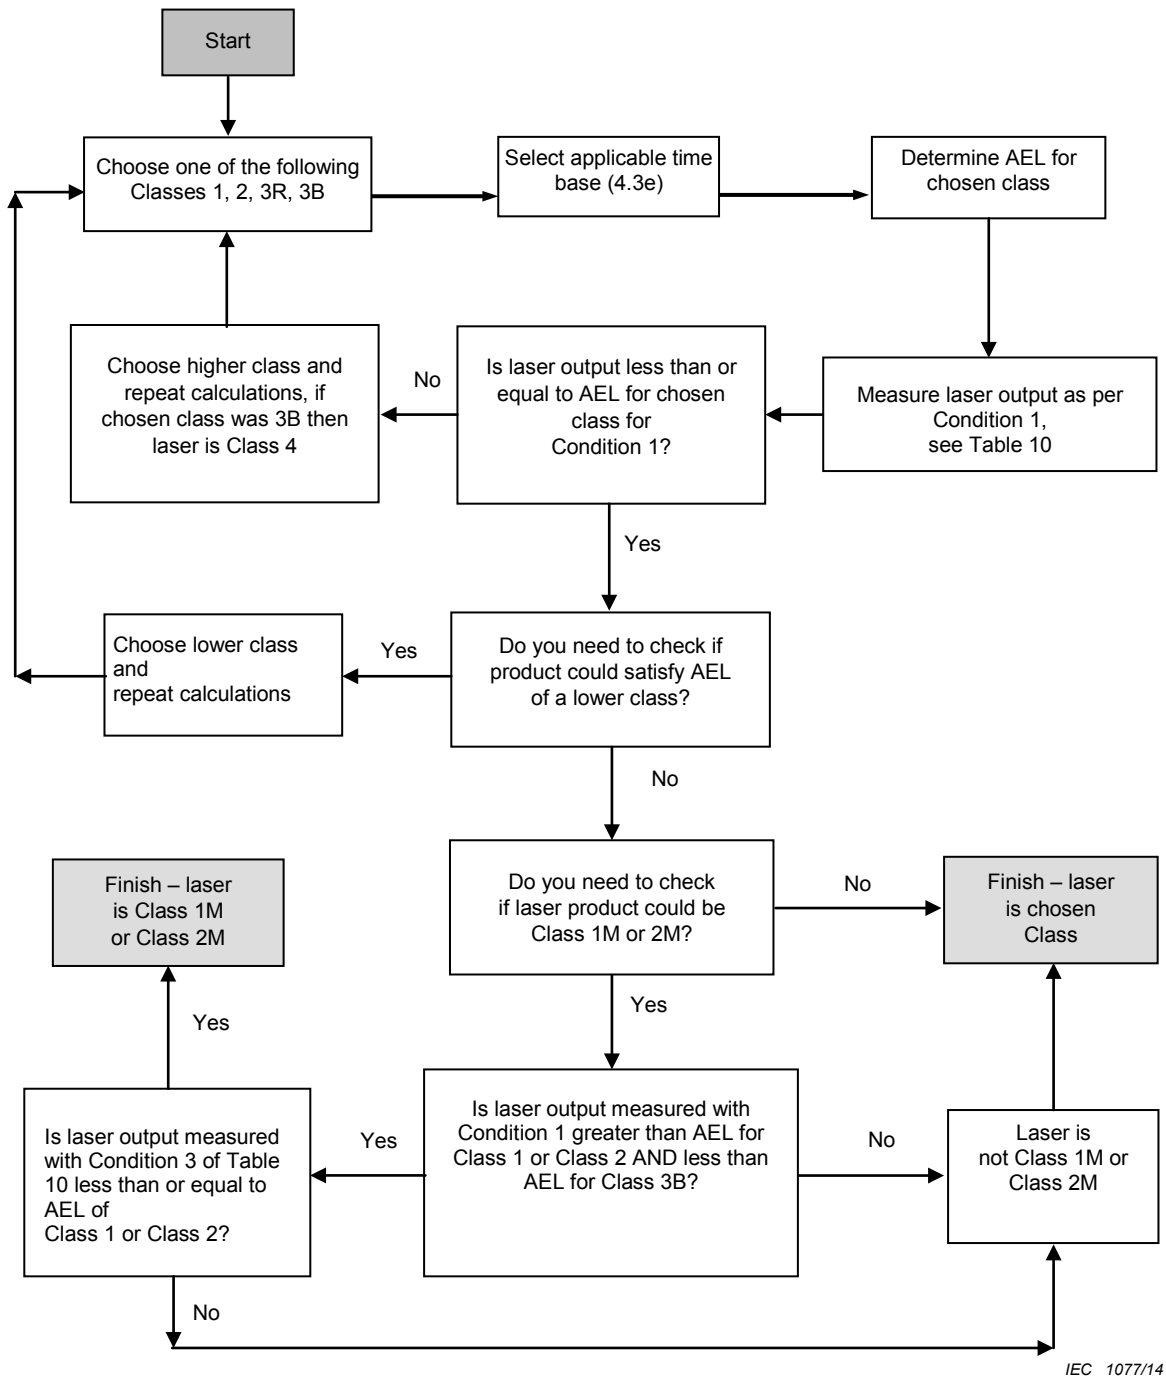 Start
Choose one of the following
Classes 1, 2, 3R, 3B
Select applicable time
base (4.3e)
Determine AEL for
chosen class
Choose higher class and
repeat calculations, if
chosen class was 3B then
laser is Class 4
No
Is laser output less than or
equal to AEL for chosen
class for
Condition 1?
Measure laser output as per
Condition 1,
see Table 10
Yes
Choose lower class
and
repeat calculations
Yes
Do you need to check if
product could satisfy AEL
of a lower class?
No
Finish – laser
is Class 1M
or Class 2M
Do you need to check
if laser product could be
Class 1M or 2M?
No
Finish – laser
is chosen
Class
Yes
Yes
Is laser output measured
with Condition 3 of Table
10 less than or equal to
AEL of
Class 1 or Class 2?
Yes
Is laser output measured with
Condition 1 greater than AEL for
Class 1 or Class 2 AND less than
AEL for Class 3B?
No
Laser is
not Class 1M or
Class 2M
No
IEC 1077/14